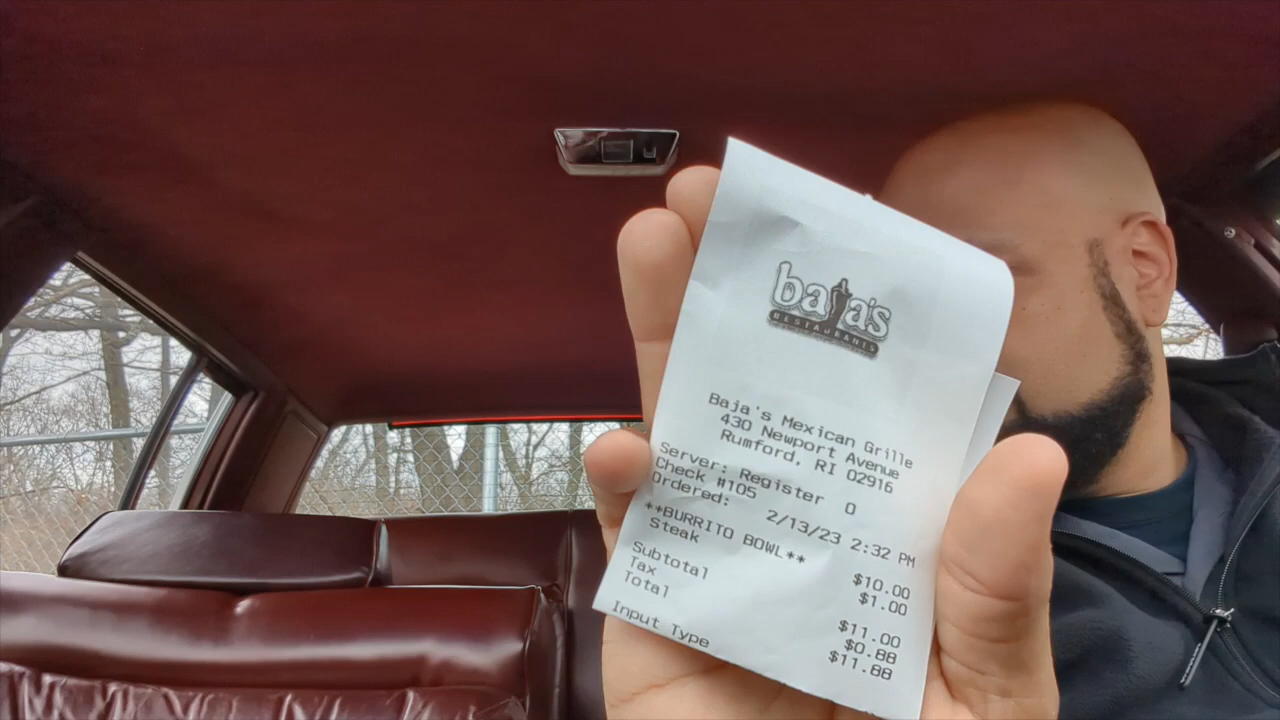 baja's
RESTAURANTS
Baja's Mexican Grille
430 Newport Avenue
Rumford, RI 02916
Server: Register 0
Check #105
Ordered: 2/13/23 2:32 PM
**BURRITO BOWL** $10.00
Steak $1.00
Subtotal $11.00
Tax $0.88
Total $11.88
Input Type